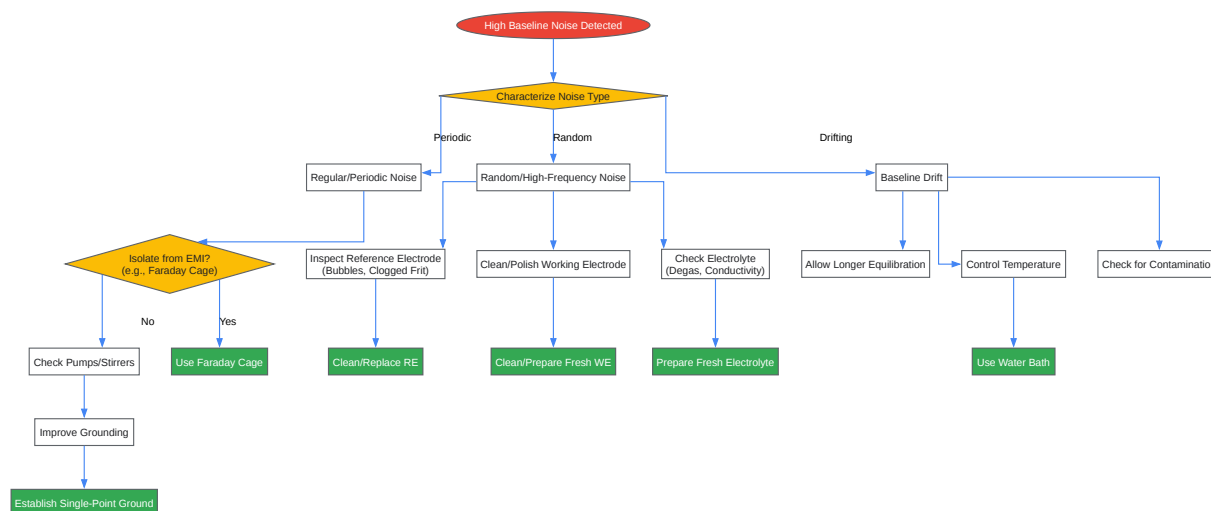 High Baseline Noise Detected
Characterize Noise Type
Periodic
Random
Drifting
Regular/Periodic Noise
Random/High-Frequency Noise
Baseline Drift
Isolate from EMI?
(e.g., Faraday Cage)
Inspect Reference Electrode
(Bubbles, Clogged Frit)
Clean/Polish Working Electrode
Check Electrolyte
(Degas, Conductivity)
Allow Longer Equilibration
Control Temperature
Check for Contaminatio
No
Yes
Check Pumps/Stirrers
Use Faraday Cage
Clean/Replace RE
Clean/Prepare Fresh WE
Prepare Fresh Electrolyte
Use Water Bath
Improve Grounding
Establish Single-Point Ground